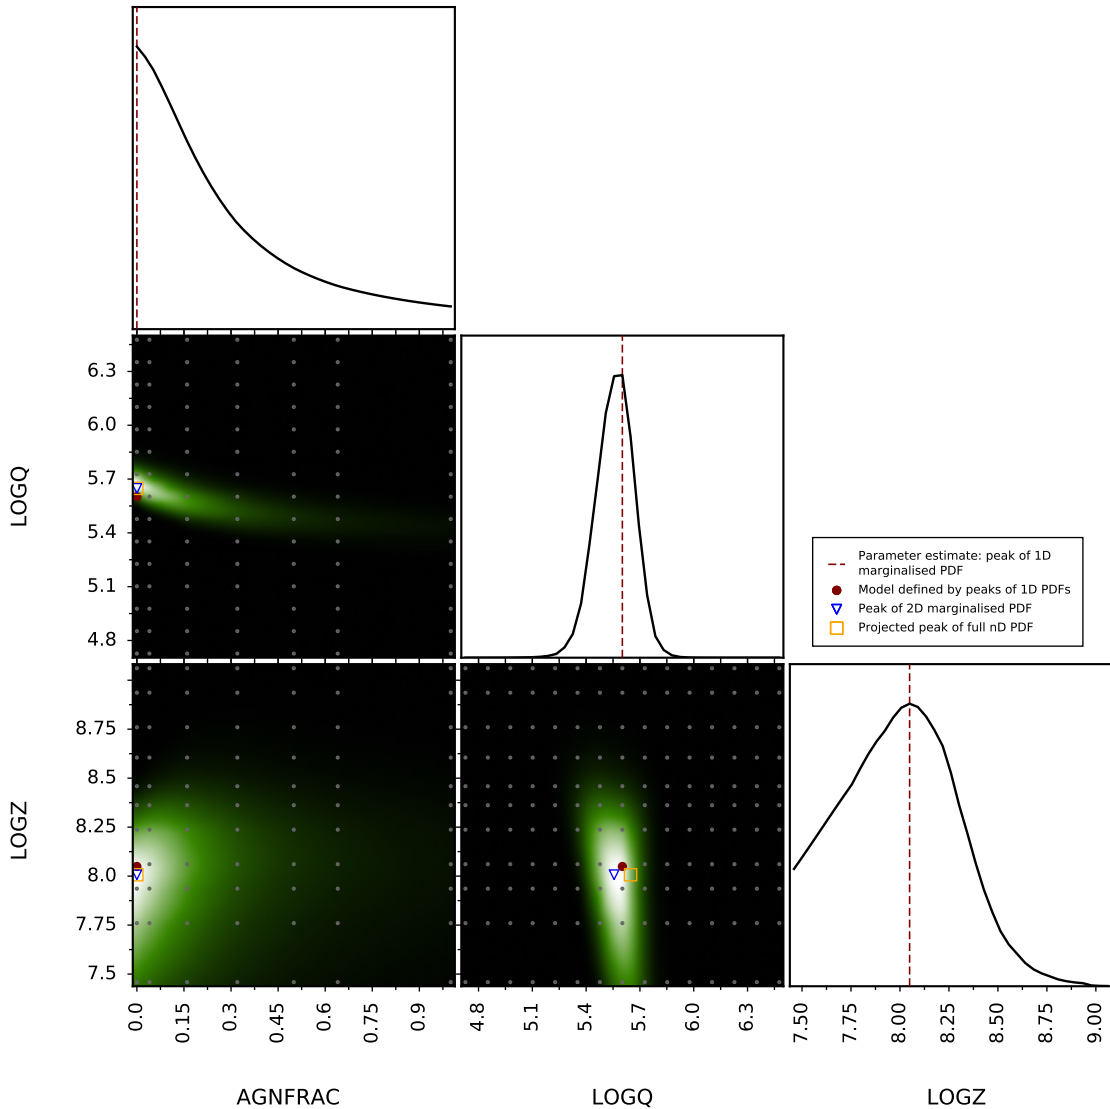 LOGQ
6.3
6.0
5.7
5.4
5.1
4.8
Parameter estimate: peak of 1D
marginalised PDF
Model defined by peaks of 1D PDFs
Peak of 2D marginalised PDF
Projected peak of full nD PDF
LOGZ
8.75
8.5
8.25
8.0
7.75
7.5
0.0 0.15 0.3 0.45 0.6 0.75 0.9
4.8 5.1 5.4 5.7 6.0 6.3
7.50 7.75 8.00 8.25 8.50 8.75 9.00
AGNFRAC
LOGQ
LOGZ